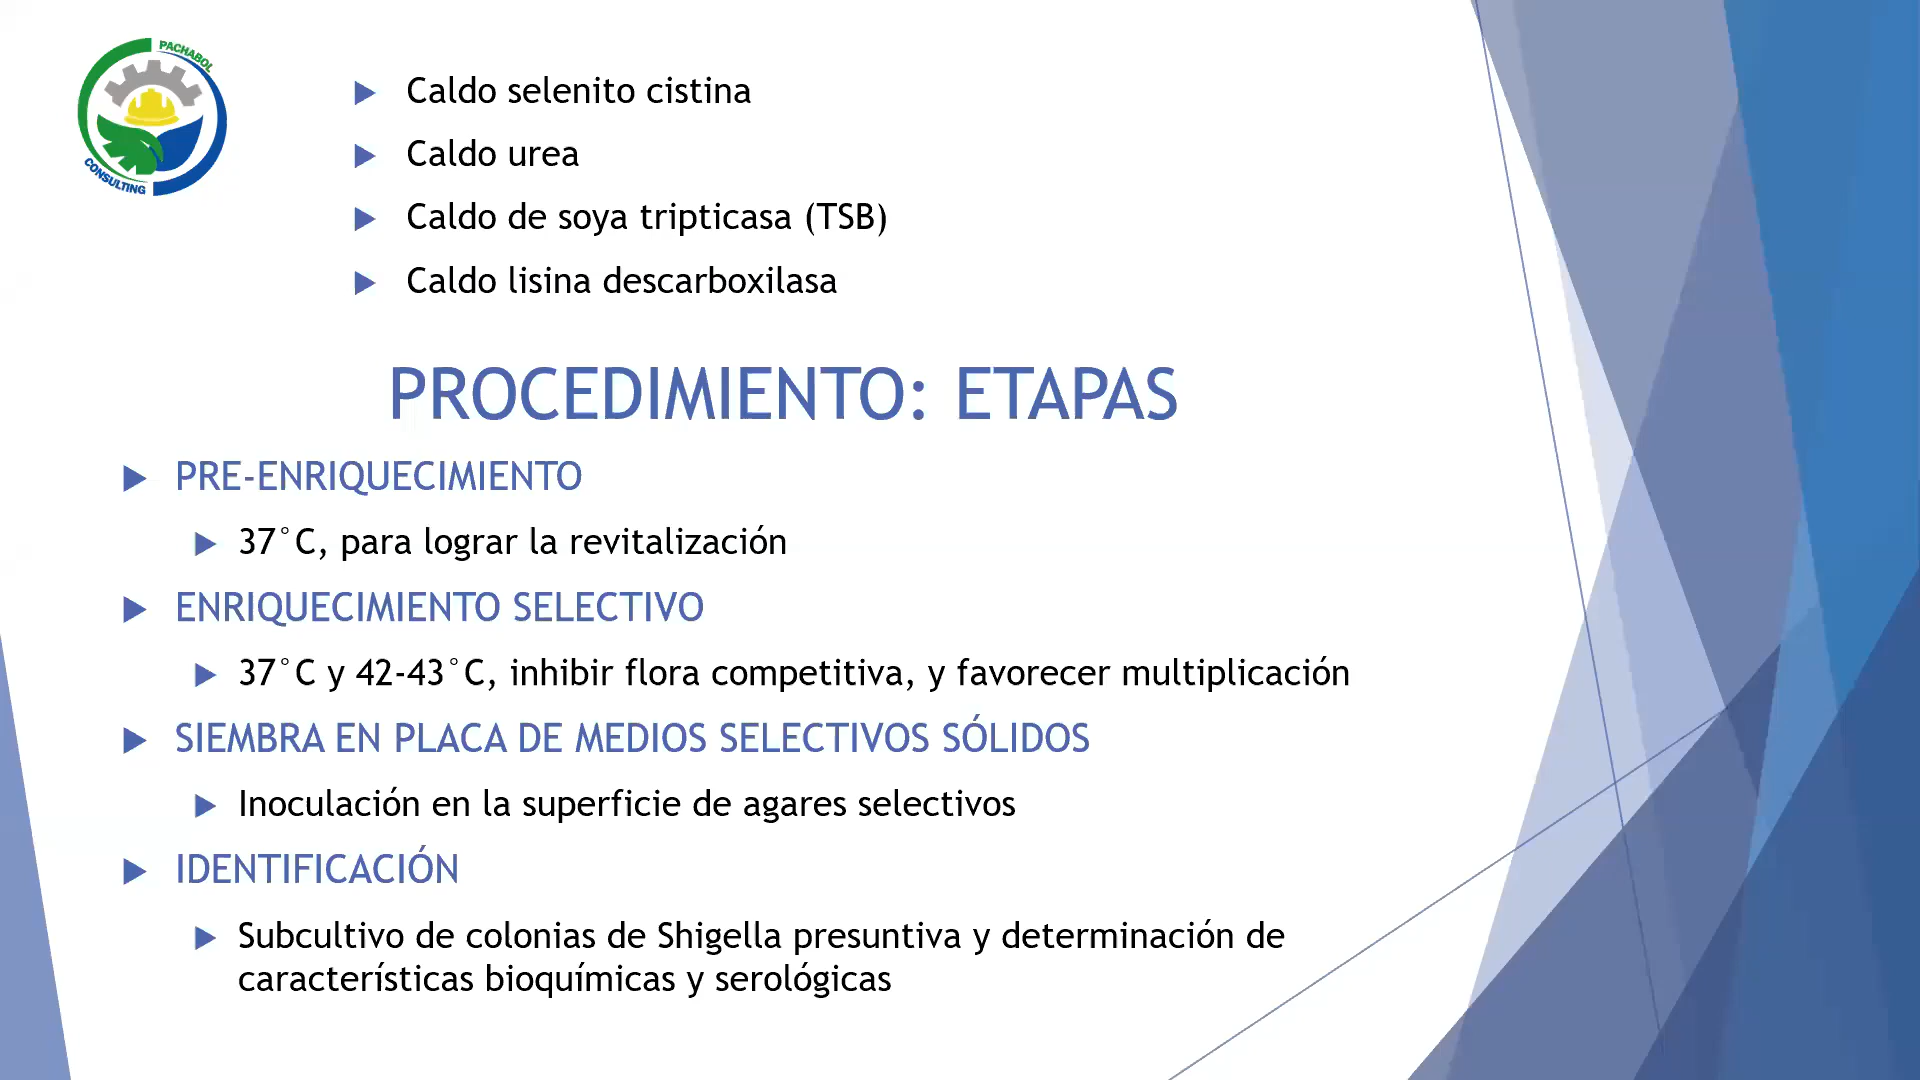 PACHABOL
CONSULTING
Caldo selenito cistina
Caldo urea
Caldo de soya tripticasa (TSB)
Caldo lisina descarboxilasa
PROCEDIMIENTO: ETAPAS
PRE-ENRIQUECIMIENTO
37°C, para lograr la revitalización
ENRIQUECIMIENTO SELECTIVO
37°C y 42-43°C, inhibir flora competitiva, y favorecer multiplicación
SIEMBRA EN PLACA DE MEDIOS SELECTIVOS SÓLIDOS
Inoculación en la superficie de agares selectivos
IDENTIFICACIÓN
Subcultivo de colonias de Shigella presuntiva y determinación de
características bioquímicas y serológicas